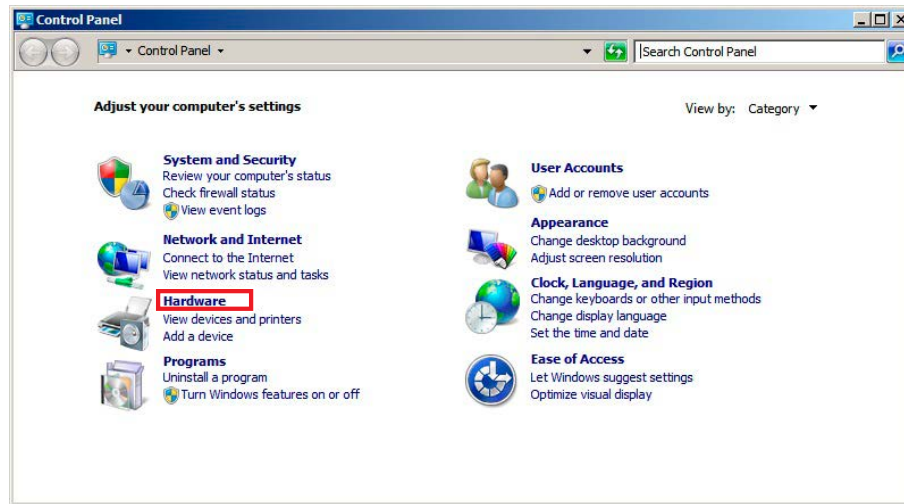 Control Panel
Control Panel
Search Control Panel
Adjust your computer's settings
View by: Category
System and Security
Review your computer's status
Check firewall status
View event logs
Network and Internet
Connect to the Internet
View network status and tasks
Hardware
View devices and printers
Add a device
Programs
Uninstall a program
Turn Windows features on or off
User Accounts
Add or remove user accounts
Appearance
Change desktop background
Adjust screen resolution
Clock, Language, and Region
Change keyboards or other input methods
Change display language
Set the time and date
Ease of Access
Let Windows suggest settings
Optimize visual display